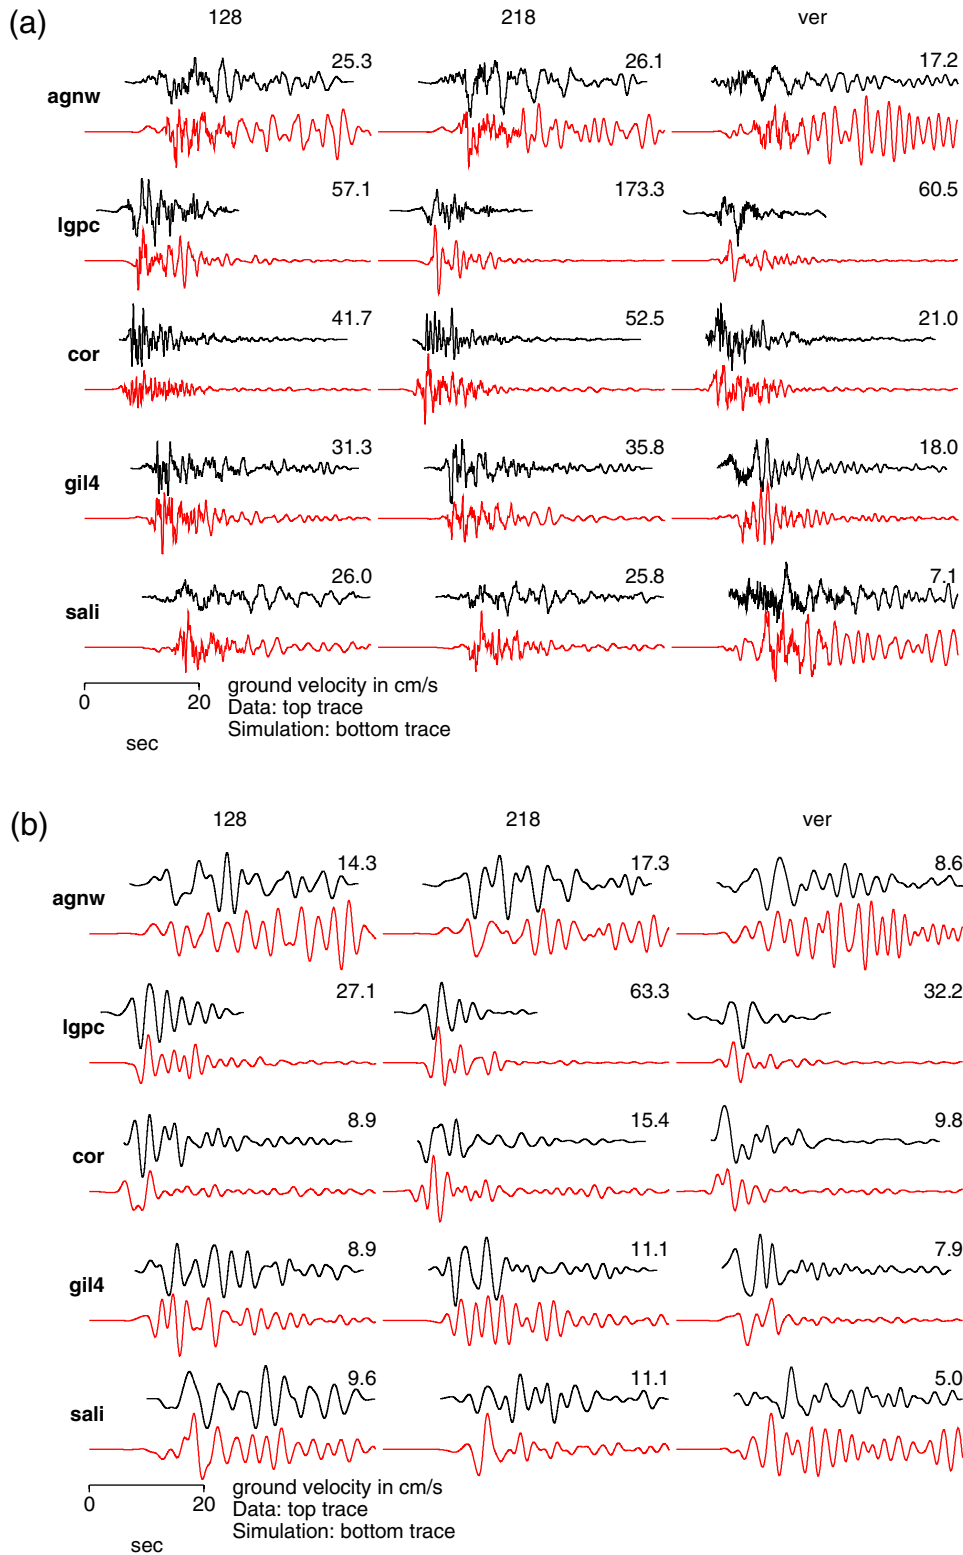 (a)
128 218 ver
agnw 25.3 26.1 17.2
lgpc 57.1 173.3 60.5
cor 41.7 52.5 21.0
gil4 31.3 35.8 18.0
sali 26.0 25.8 7.1
0 20
sec
ground velocity in cm/s
Data: top trace
Simulation: bottom trace
(b)
128 218 ver
agnw 14.3 17.3 8.6
lgpc 27.1 63.3 32.2
cor 8.9 15.4 9.8
gil4 8.9 11.1 7.9
sali 9.6 11.1 5.0
0 20
sec
ground velocity in cm/s
Data: top trace
Simulation: bottom trace